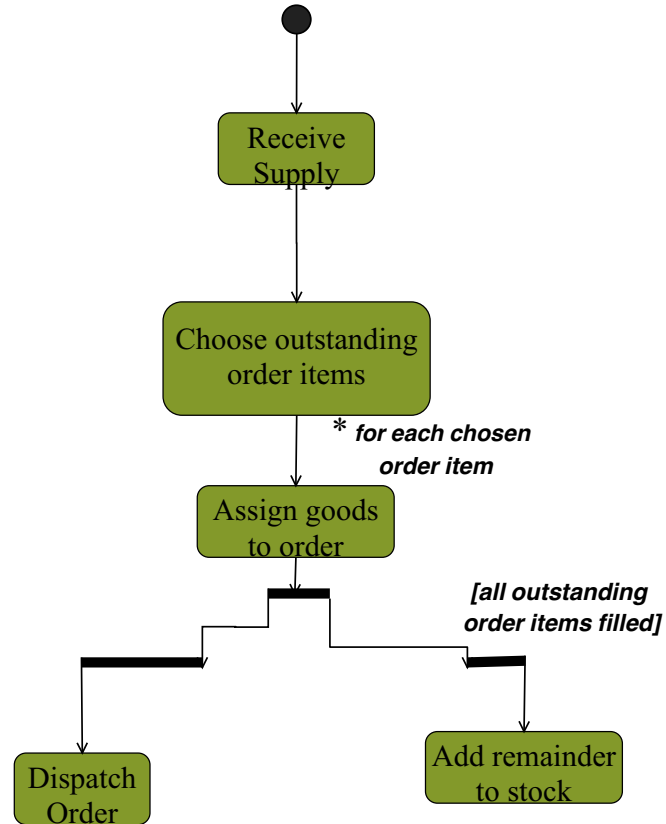 Receive
Supply
Choose outstanding
order items
* for each chosen
order item
Assign goods
to order
[all outstanding
order items filled]
Dispatch
Order
Add remainder
to stock